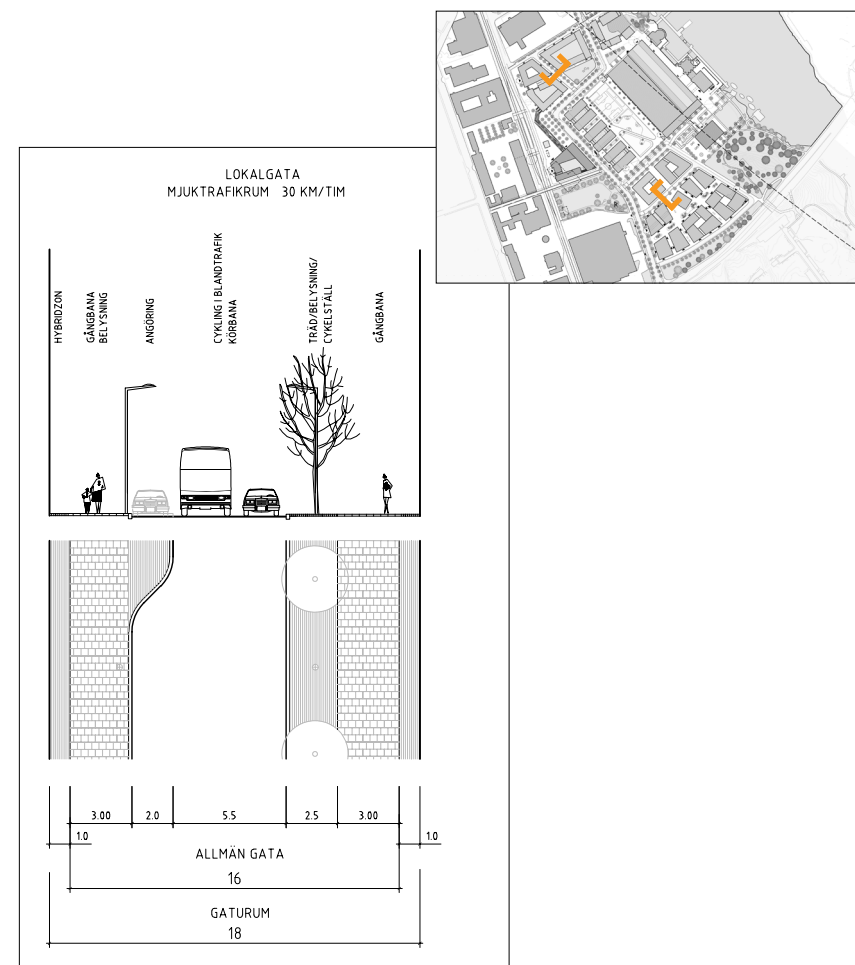 LOKALGATA
MJUKTRAFIKRUM 30 KM/TIM
HYBRIDZON
GÅNGBANA
BELYSNING
ANGÖRING
CYKLING I BLANDTRAFIK
KÖRBANA
TRÄD/BELYSNING/
CYKELSTÄLL
GÅNGBANA
3.00 2.0 5.5 2.5 3.00
1.0 1.0
ALLMÄN GATA
16
GATURUM
18